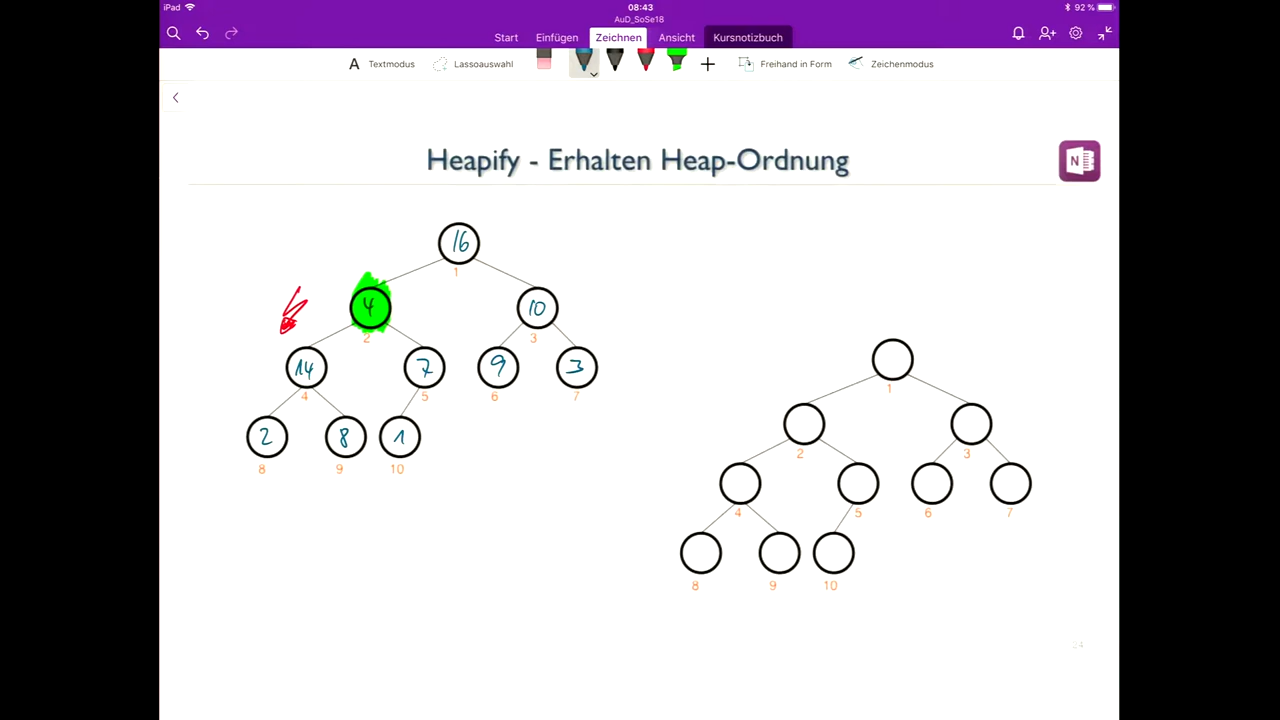 iPad 08:43 92 %
AuD_SoSe18
Start Einfügen Zeichnen Ansicht Kursnotizbuch
A Textmodus Lassoauswahl Freihand in Form Zeichenmodus
Heapify - Erhalten Heap-Ordnung
N
16
1
4 10
2 3
14 7 9 3
4 5 6 7
2 8 1
8 9 10
1
2 3
4 5 6 7
8 9 10
24